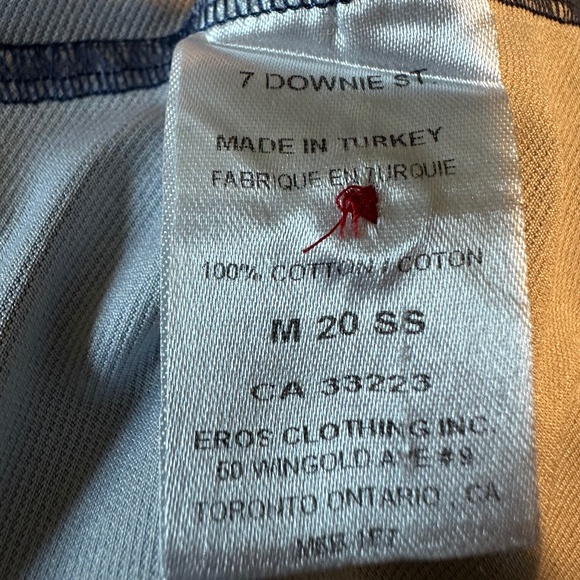 7 DOWNIE ST
MADE IN TURKEY
FABRIQUE EN TURQUIE
100% COTTON / COTON
M 20 SS
CA 33223
EROS CLOTHING INC.
50 WINGOLD AVE # 9
TORONTO ONTARIO , CA